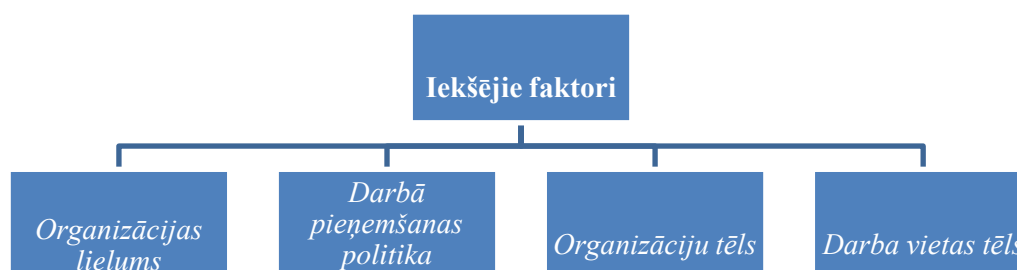 Iekšējie faktori
Organizācijas
lielums
Darbā
pieņemšanas
politika
Organizāciju tēls
Darba vietas tēls